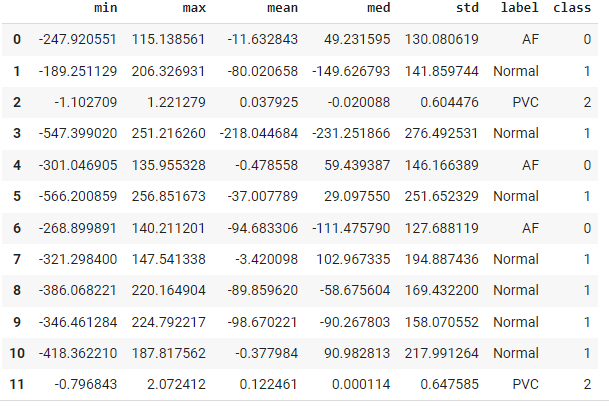 min max mean med std label class
0 -247.920551 115.138561 -11.632843 49.231595 130.080619 AF 0
1 -189.251129 206.326931 -80.020658 -149.626793 141.859744 Normal 1
2 -1.102709 1.221279 0.037925 -0.020088 0.604476 PVC 2
3 -547.399020 251.216260 -218.044684 -231.251866 276.492531 Normal 1
4 -301.046905 135.955328 -0.478558 59.439387 146.166389 AF 0
5 -566.200859 256.851673 -37.007789 29.097550 251.652329 Normal 1
6 -268.899891 140.211201 -94.683306 -111.475790 127.688119 AF 0
7 -321.298400 147.541338 -3.420098 102.967335 194.887436 Normal 1
8 -386.068221 220.164904 -89.859620 -58.675604 169.432200 Normal 1
9 -346.461284 224.792217 -98.670221 -90.267803 158.070552 Normal 1
10 -418.362210 187.817562 -0.377984 90.982813 217.991264 Normal 1
11 -0.796843 2.072412 0.122461 0.000114 0.647585 PVC 2